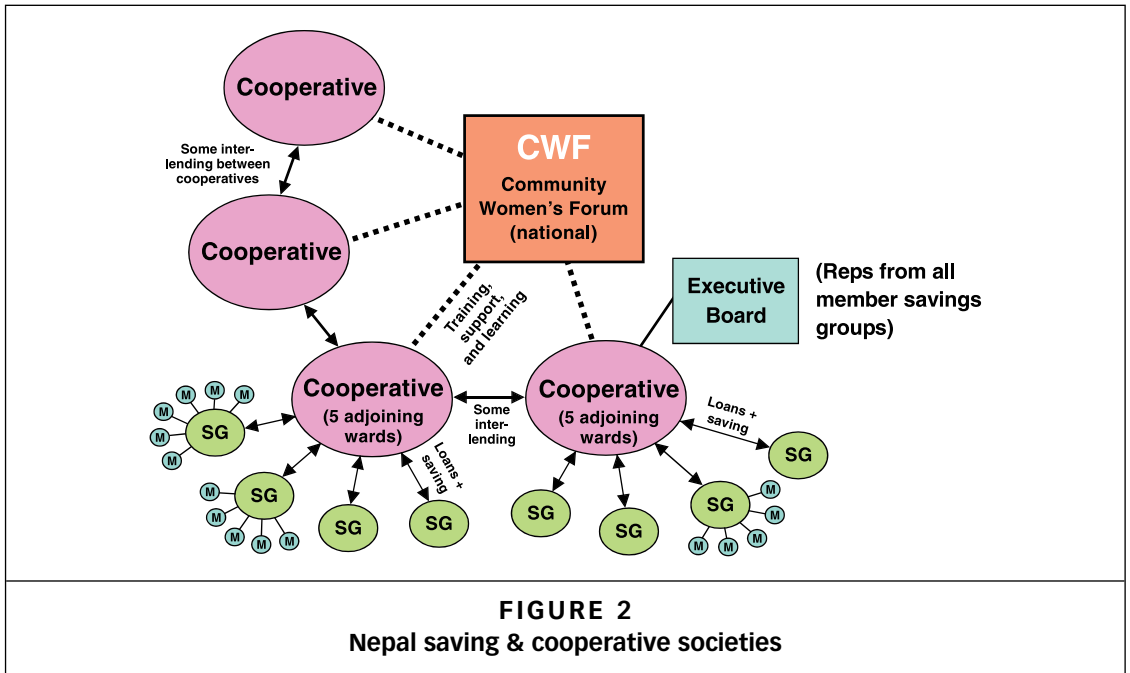 Cooperative
Some inter-
lending between
cooperatives
CWF
Community
Women's Forum
(national)
Cooperative
Executive
Board
(Reps from all
member savings
groups)
Training,
support,
and learning
Cooperative
(5 adjoining
wards)
Some
inter-
lending
Cooperative
(5 adjoining
wards)
Loans +
saving
Loans +
saving
M
M
M
M
M
M
SG
SG
M
M
M
M
M
SG
SG
SG
SG
SG
M
M
M
M
M
SG
FIGURE 2
Nepal saving & cooperative societies